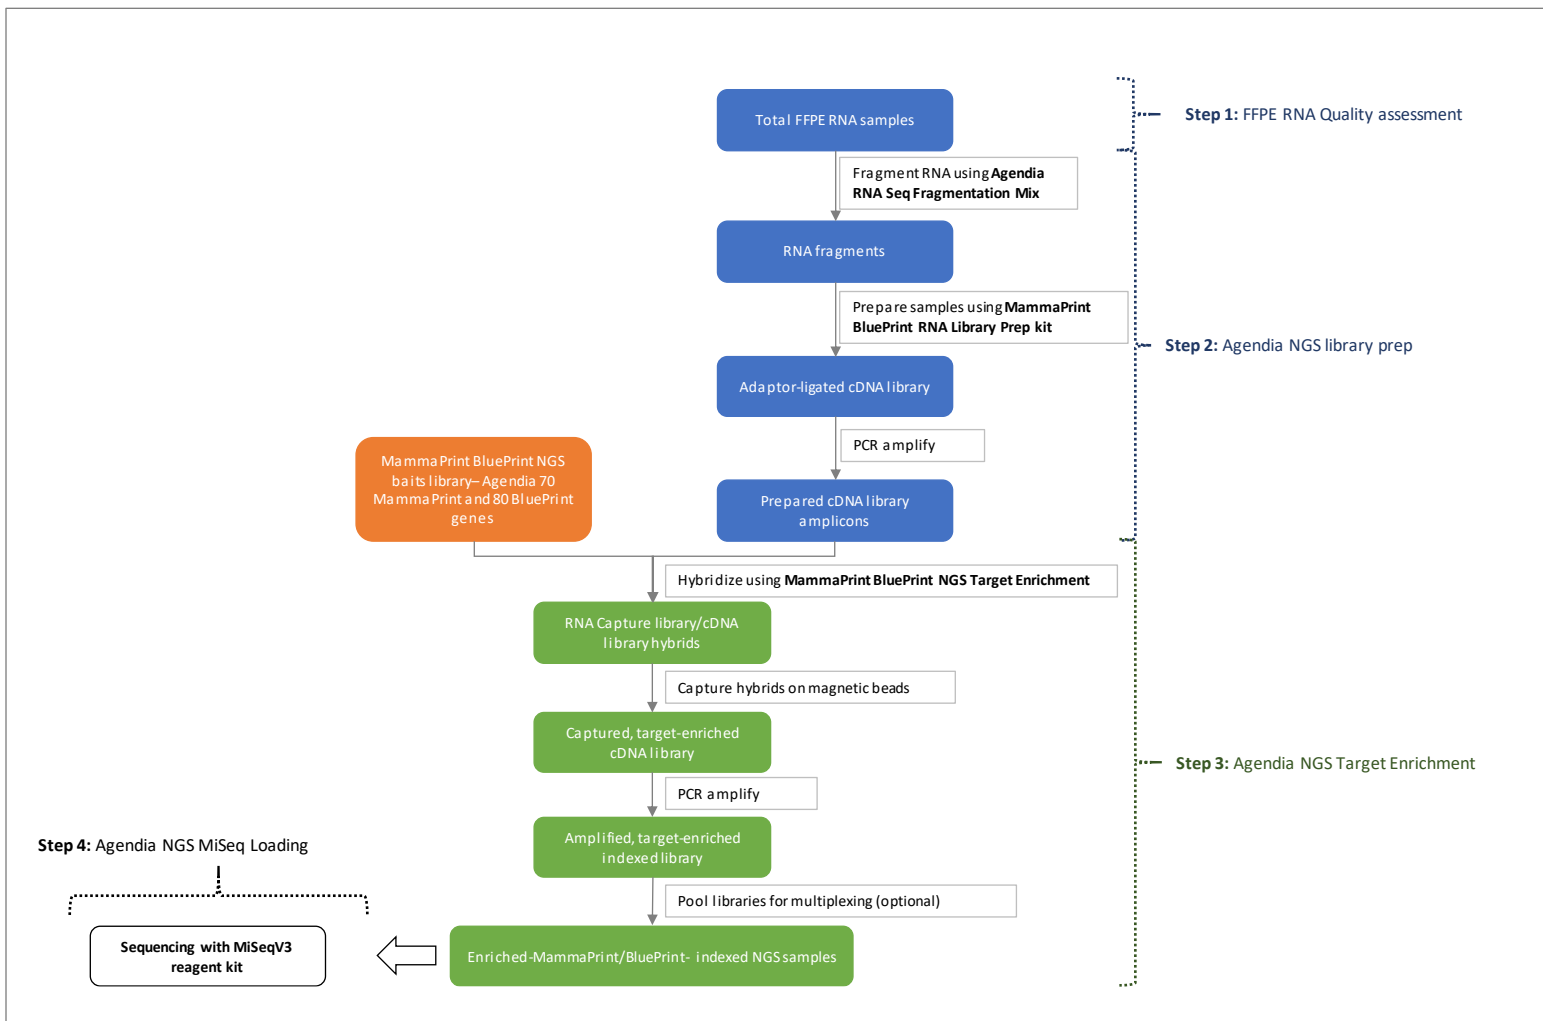 Total FFPE RNA samples
Step 1: FFPE RNA Quality assessment
Fragment RNA using Agendia
RNA Seq Fragmentation Mix
RNA fragments
Prepare samples using MammaPrint
BluePrint RNA Library Prep kit
Step 2: Agendia NGS library prep
Adaptor-ligated cDNA library
PCR amplify
MammaPrint BluePrint NGS
baits library– Agendia 70
MammaPrint and 80 BluePrint
genes
Prepared cDNA library
amplicons
Hybridize using MammaPrint BluePrint NGS Target Enrichment
RNA Capture library/cDNA
library hybrids
Capture hybrids on magnetic beads
Captured, target-enriched
cDNA library
Step 3: Agendia NGS Target Enrichment
PCR amplify
Amplified, target-enriched
indexed library
Step 4: Agendia NGS MiSeq Loading
Pool libraries for multiplexing (optional)
Sequencing with MiSeqV3
reagent kit
Enriched-MammaPrint/BluePrint- indexed NGS samples